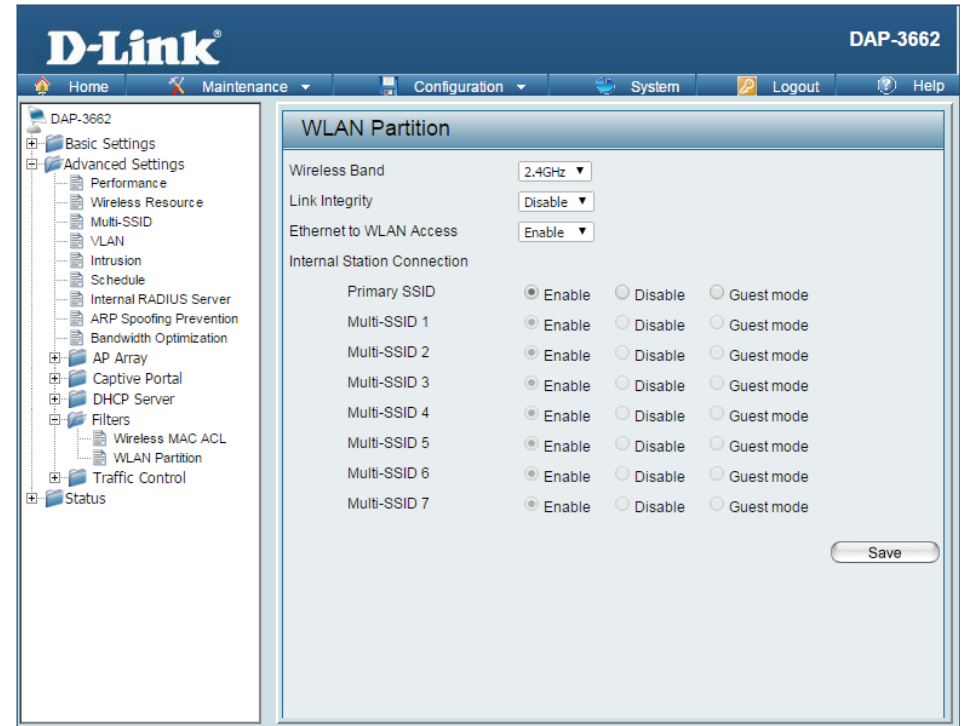 D-Link
DAP-3662
Home Maintenance Configuration System Logout Help
DAP-3662
Basic Settings
Advanced Settings
Performance
Wireless Resource
Multi-SSID
VLAN
Intrusion
Schedule
Internal RADIUS Server
ARP Spoofing Prevention
Bandwidth Optimization
AP Array
Captive Portal
DHCP Server
Filters
Wireless MAC ACL
WLAN Partition
Traffic Control
Status
WLAN Partition
Wireless Band 2.4GHz
Link Integrity Disable
Ethernet to WLAN Access Enable
Internal Station Connection
Primary SSID Enable Disable Guest mode
Multi-SSID 1 Enable Disable Guest mode
Multi-SSID 2 Enable Disable Guest mode
Multi-SSID 3 Enable Disable Guest mode
Multi-SSID 4 Enable Disable Guest mode
Multi-SSID 5 Enable Disable Guest mode
Multi-SSID 6 Enable Disable Guest mode
Multi-SSID 7 Enable Disable Guest mode
Save